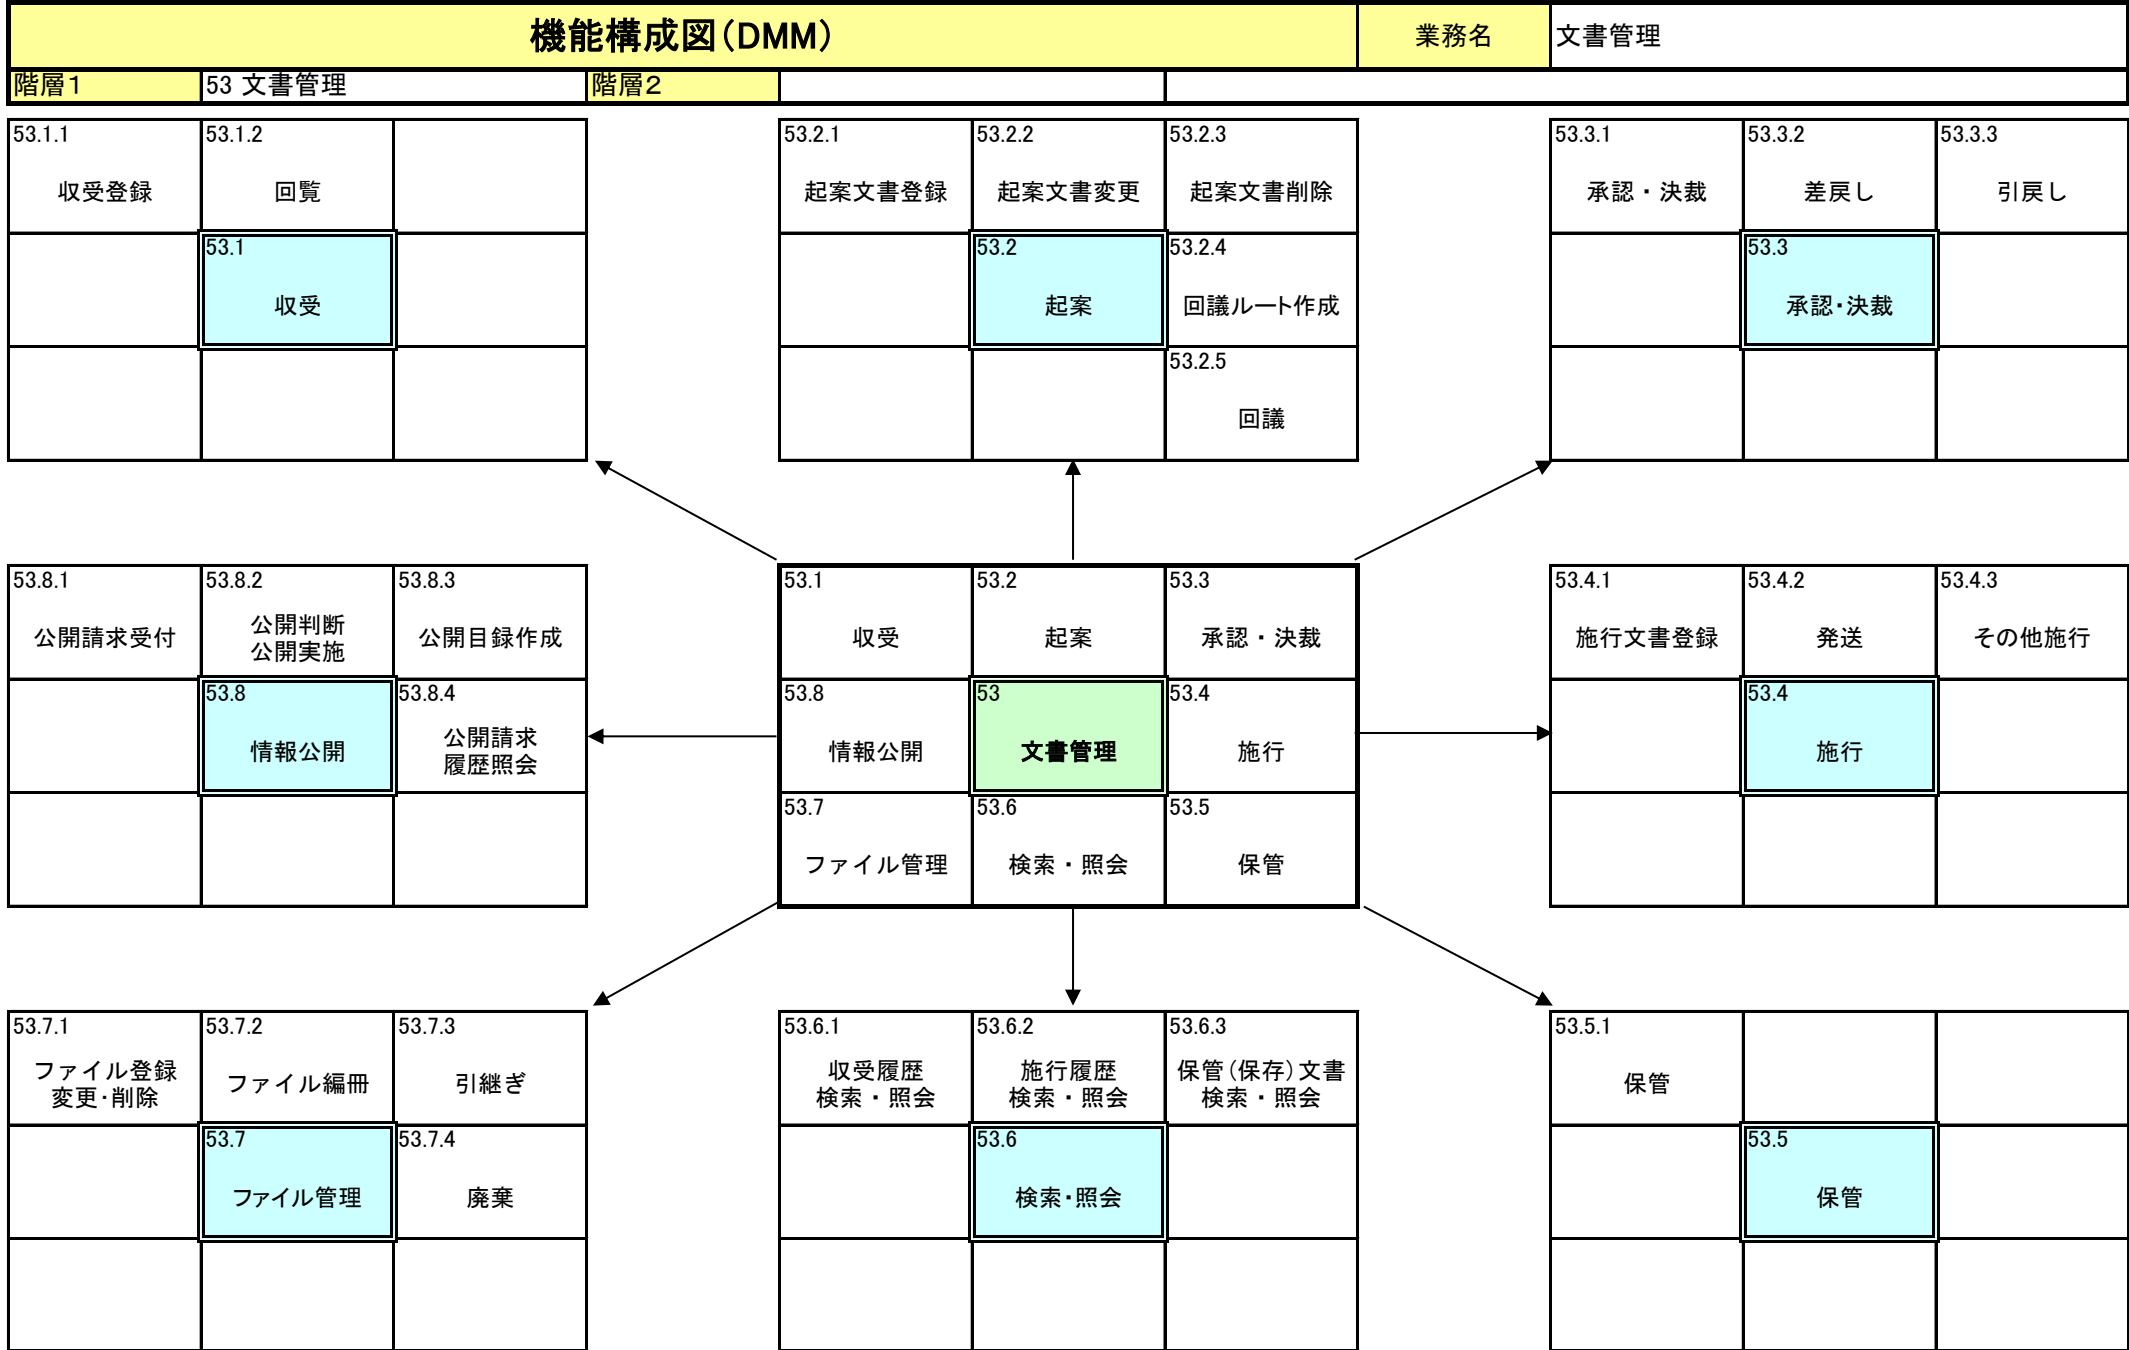 機能構成図（DMM）
業務名
文書管理
階層１
53 文書管理
階層２
53.1.1
収受登録
53.1.2
回覧
53.1
収受
53.2.1
起案文書登録
53.2.2
起案文書変更
53.2.3
起案文書削除
53.2
起案
53.2.4
回議ルート作成
53.2.5
回議
53.3.1
承認・決裁
53.3.2
差戻し
53.3.3
引戻し
53.3
承認・決裁
53.8.1
公開請求受付
53.8.2
公開判断
公開実施
53.8.3
公開目録作成
53.8
情報公開
53.8.4
公開請求
履歴照会
53.1
収受
53.2
起案
53.3
承認・決裁
53.8
情報公開
53
文書管理
53.4
施行
53.7
ファイル管理
53.6
検索・照会
53.5
保管
53.4.1
施行文書登録
53.4.2
発送
53.4.3
その他施行
53.4
施行
53.7.1
ファイル登録
変更・削除
53.7.2
ファイル編冊
53.7.3
引継ぎ
53.7
ファイル管理
53.7.4
廃棄
53.6.1
収受履歴
検索・照会
53.6.2
施行履歴
検索・照会
53.6.3
保管（保存）文書
検索・照会
53.6
検索・照会
53.5.1
保管
53.5
保管